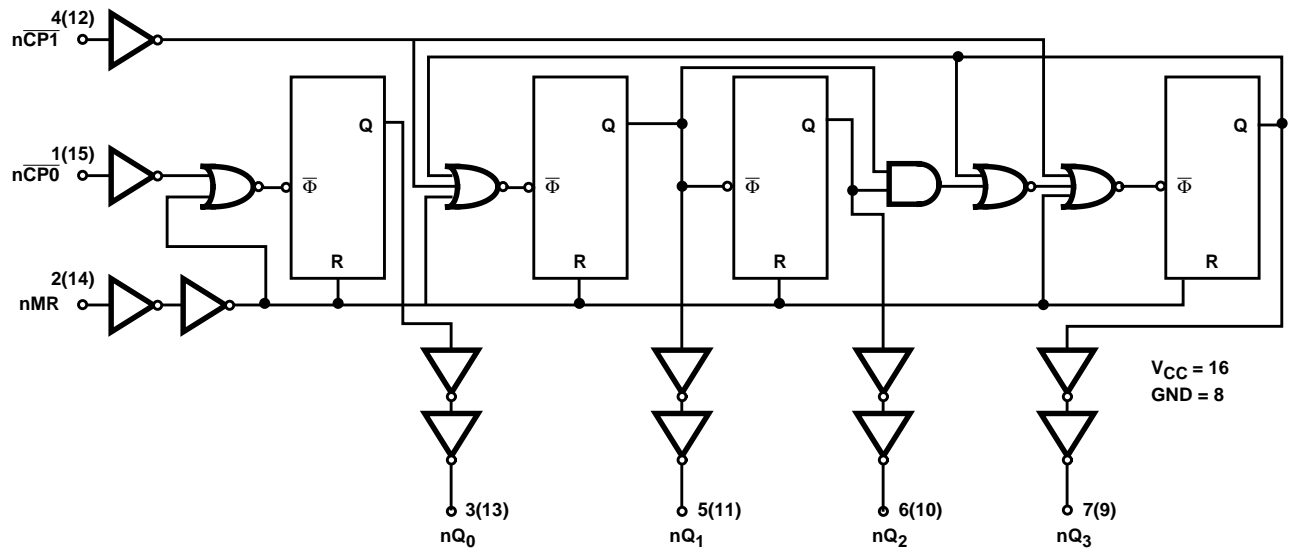 4(12)
nCP1
1(15)
nCP0
2(14)
nMR
Q
Φ
R
Q
Φ
R
Q
Φ
R
Q
Φ
R
VCC = 16
GND = 8
3(13)
nQ0
5(11)
nQ1
6(10)
nQ2
7(9)
nQ3